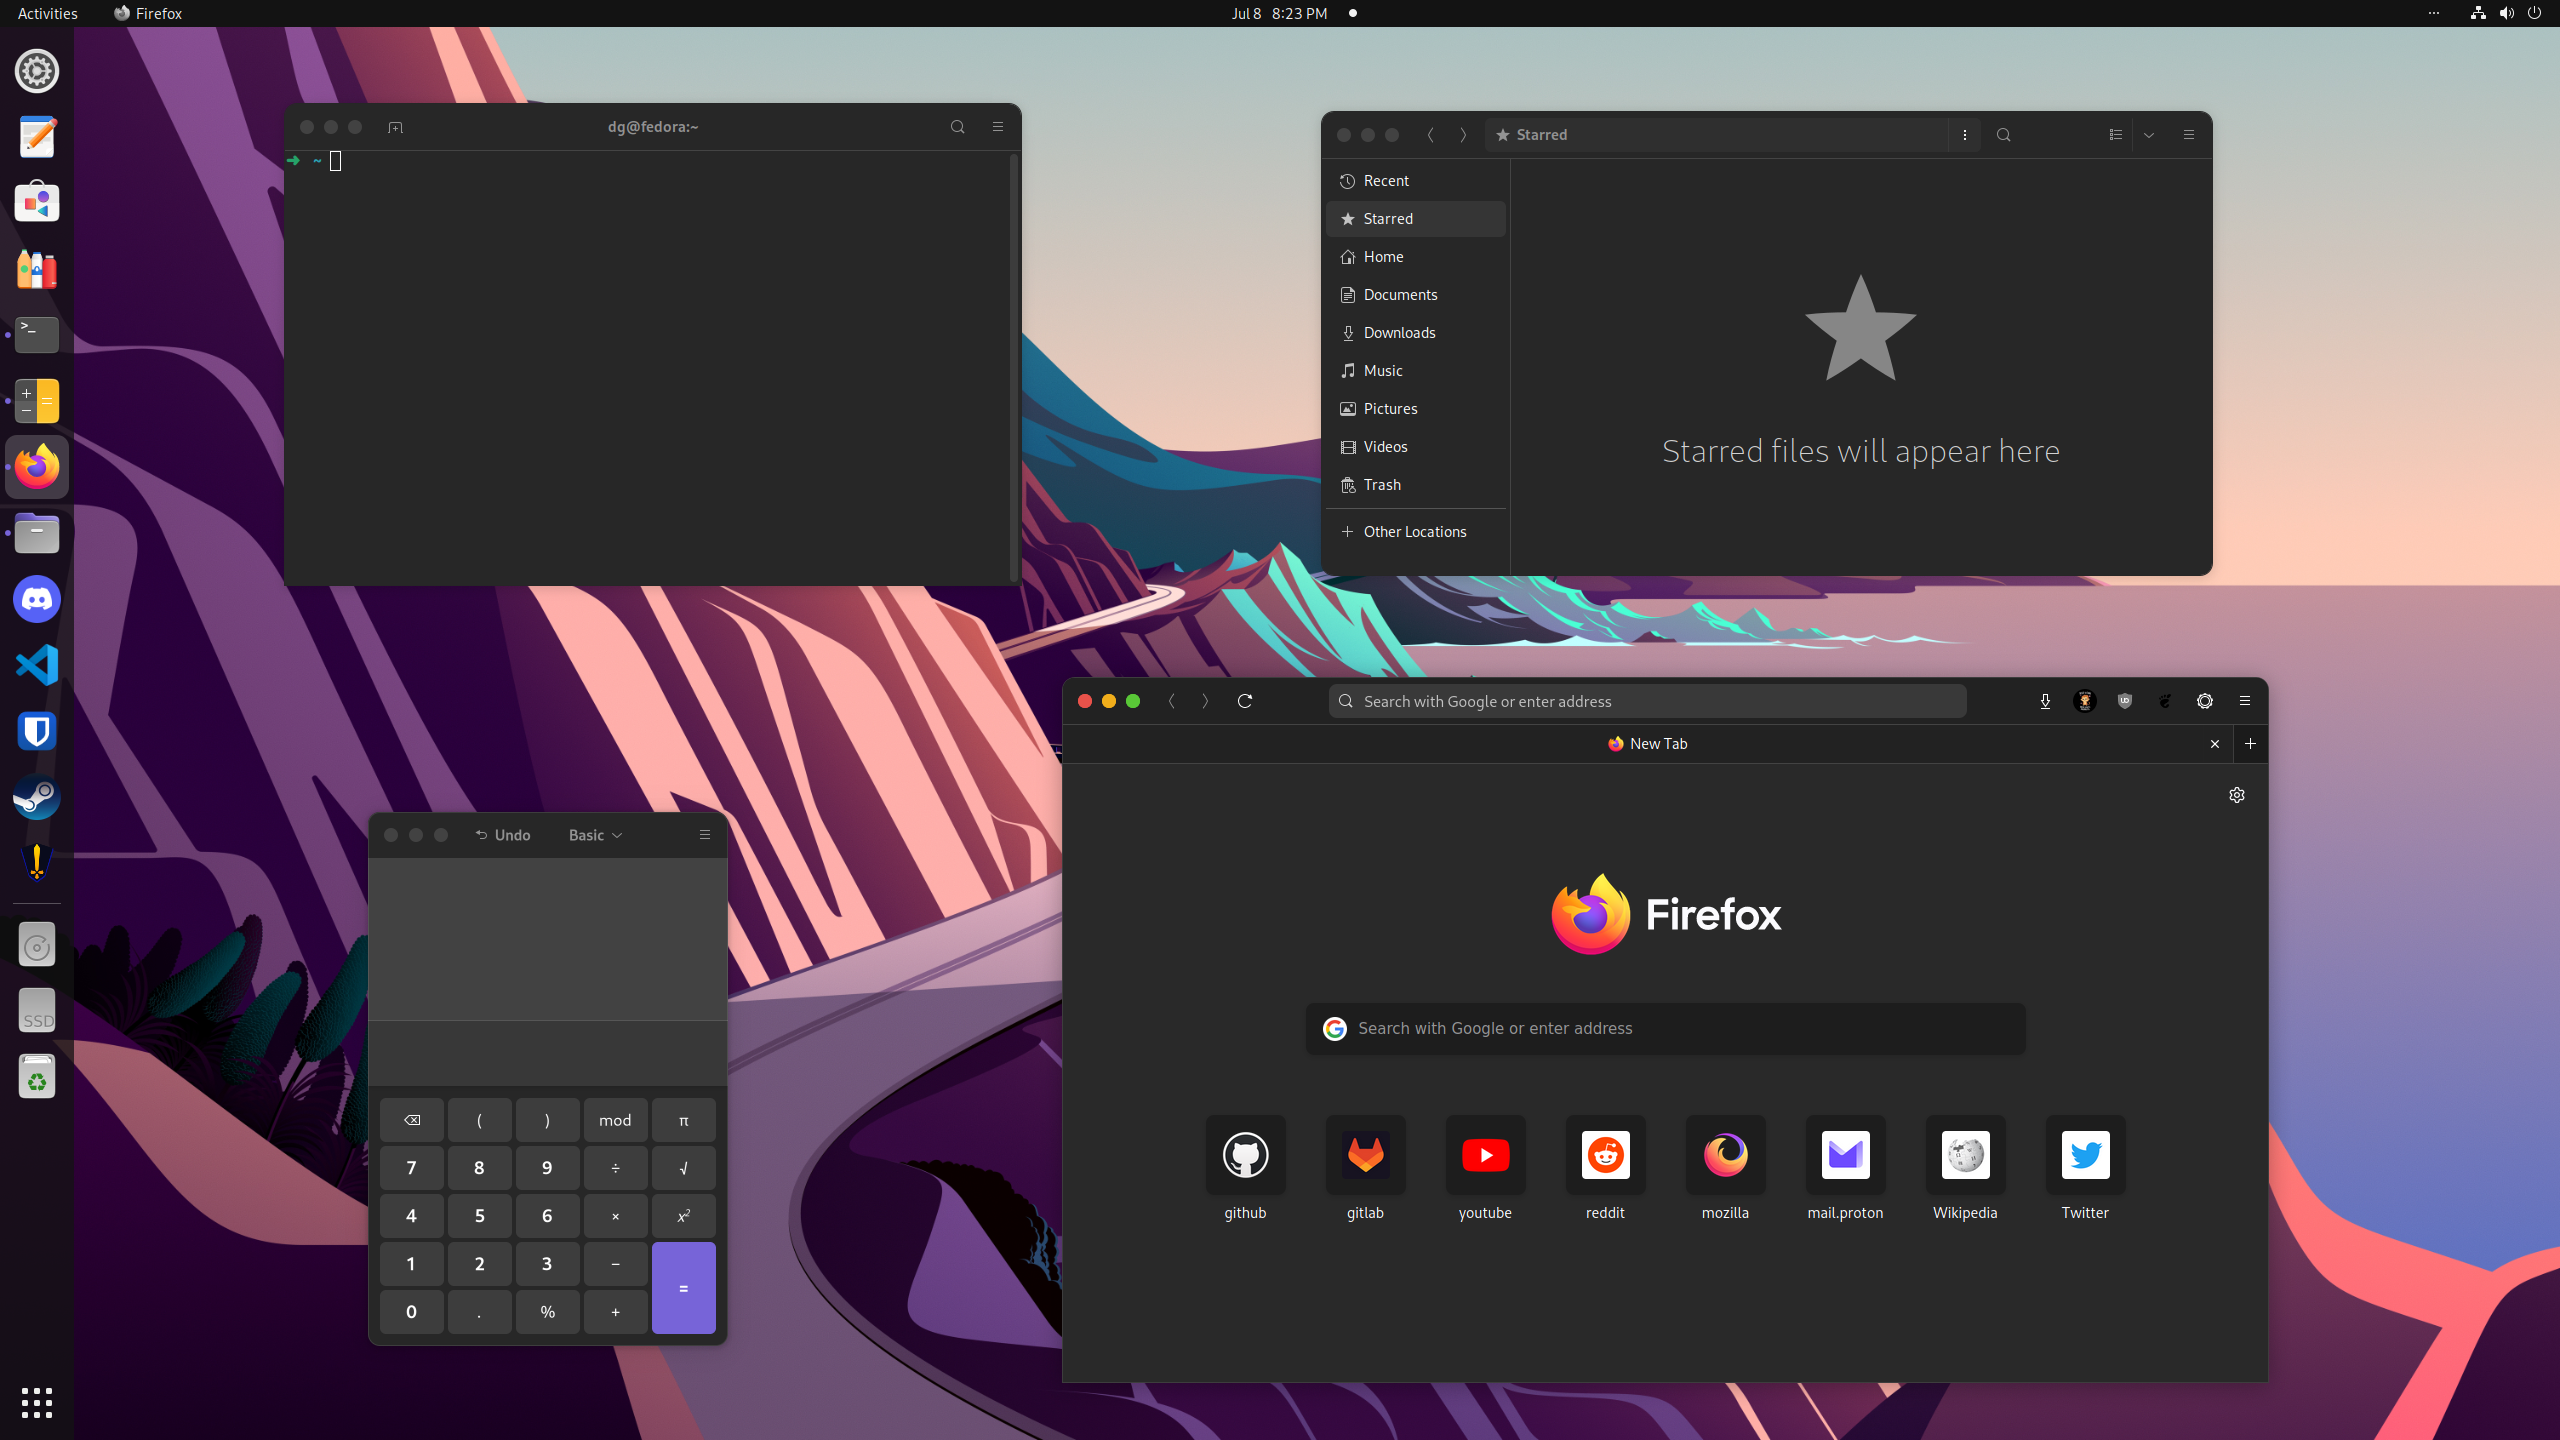 Activities
Firefox
Jul 8 8:23 PM
dg@fedora:~
➜ ~
Starred
Recent
Starred
Home
Documents
Downloads
Music
Pictures
Videos
Trash
Other Locations
Starred files will appear here
SSD
Undo
Basic
( ) mod π
7 8 9 ÷ √
4 5 6 × x²
1 2 3 − =
0 . % +
Search with Google or enter address
New Tab
Firefox
Search with Google or enter address
github gitlab youtube reddit mozilla mail.proton Wikipedia Twitter